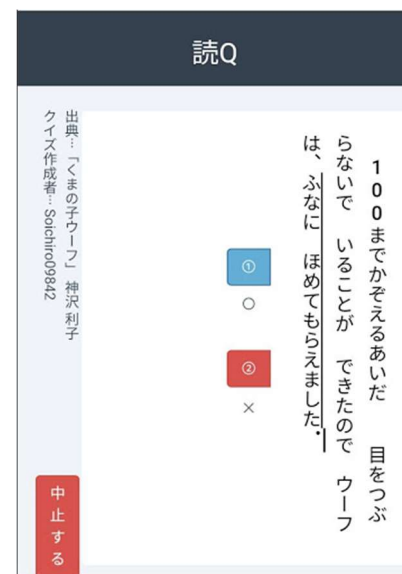 読Q
100までかぞえるあいだ 目をつぶ
らないで いることが できたので ウーフ
は、ふなに ほめてもらえました.
①
○
②
×
出典…「くまの子ウーフ」 神沢 利子
クイズ作成者… Soichiro09842
中止する